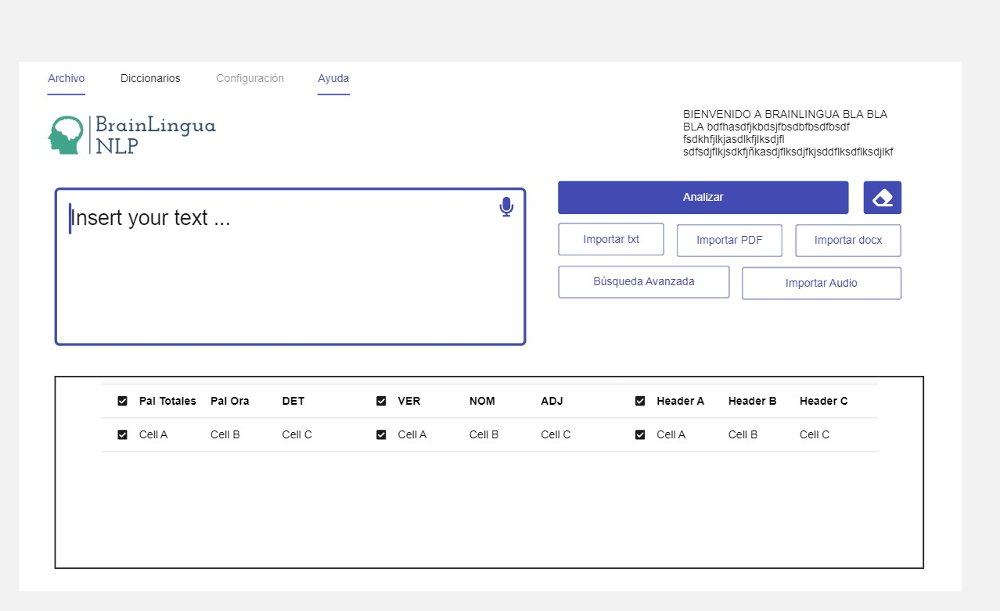 Archivo Diccionarios Configuración Ayuda
BrainLingua
NLP
BIENVENIDO A BRAINLINGUA BLA BLA
BLA bdfhasdfjkbdsjfbsdbfbsdfbsdf
fsdkhfjlkjasdlkfjlksdjfl
sdfsdjflkjsdkfjñkasdjflksdjfkjsddflksdflksdjlkf
Insert your text ...
Analizar
Importar txt Importar PDF Importar docx
Búsqueda Avanzada Importar Audio
Pal Totales Pal Ora DET VER NOM ADJ Header A Header B Header C
Cell A Cell B Cell C Cell A Cell B Cell C Cell A Cell B Cell C